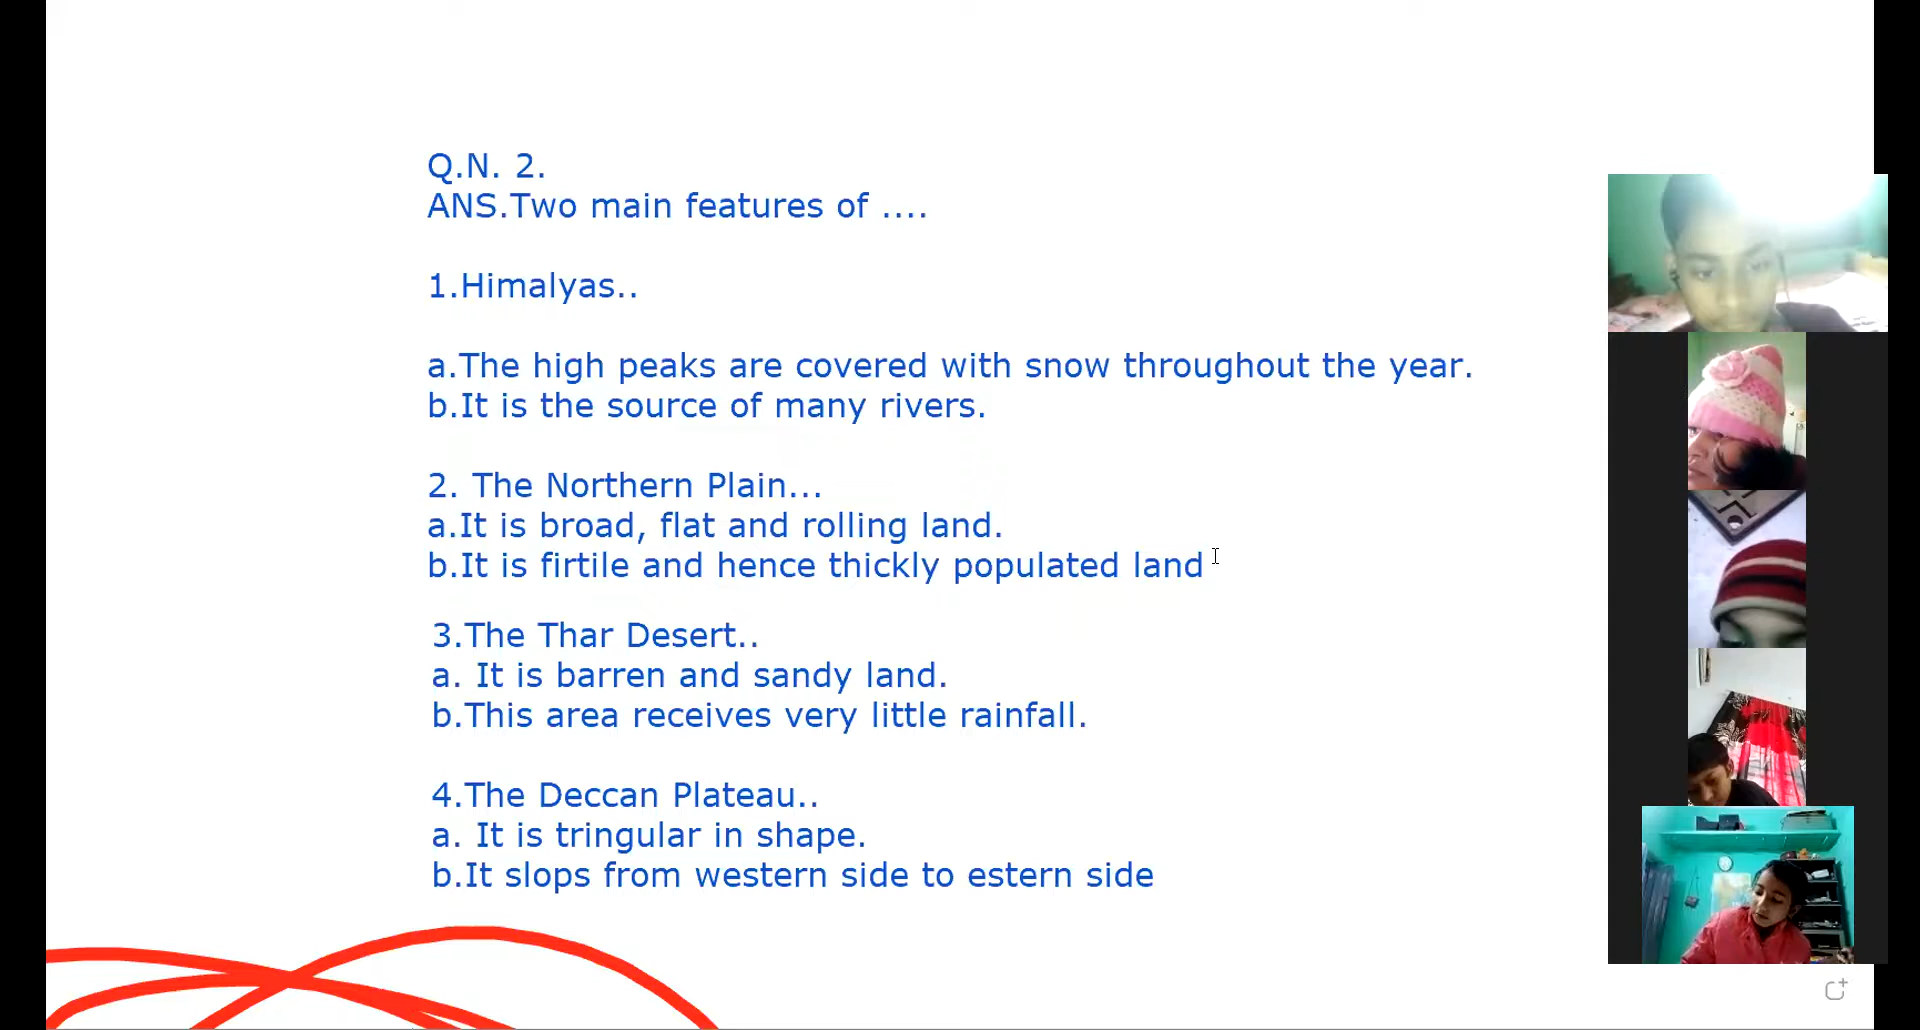 Q.N. 2.
ANS.Two main features of ....
1.Himalyas..
a.The high peaks are covered with snow throughout the year.
b.It is the source of many rivers.
2. The Northern Plain...
a.It is broad, flat and rolling land.
b.It is firtile and hence thickly populated land
3.The Thar Desert..
a. It is barren and sandy land.
b.This area receives very little rainfall.
4.The Deccan Plateau..
a. It is tringular in shape.
b.It slops from western side to estern side